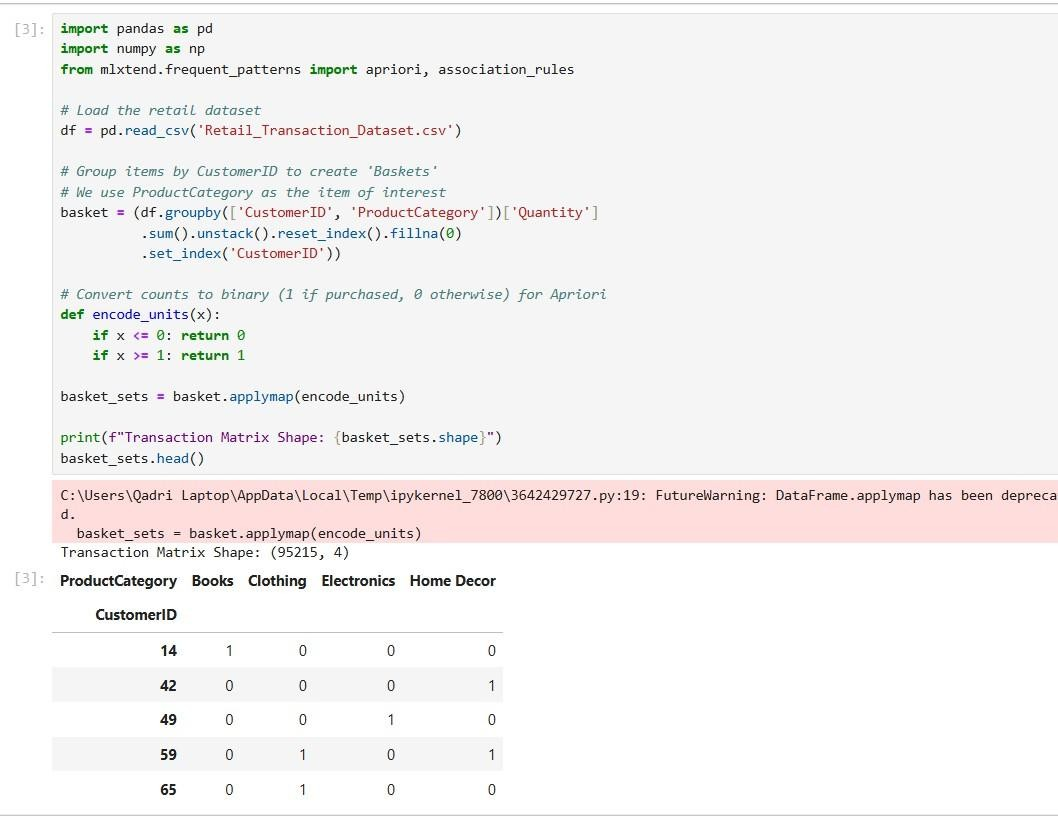 [3]: import pandas as pd
import numpy as np
from mlxtend.frequent_patterns import apriori, association_rules
# Load the retail dataset
df = pd.read_csv('Retail_Transaction_Dataset.csv')
# Group items by CustomerID to create 'Baskets'
# We use ProductCategory as the item of interest
basket = (df.groupby(['CustomerID', 'ProductCategory'])['Quantity']
.sum().unstack().reset_index().fillna(0)
.set_index('CustomerID'))
# Convert counts to binary (1 if purchased, 0 otherwise) for Apriori
def encode_units(x):
if x <= 0: return 0
if x >= 1: return 1
basket_sets = basket.applymap(encode_units)
print(f"Transaction Matrix Shape: {basket_sets.shape}")
basket_sets.head()
C:\Users\Qadri Laptop\AppData\Local\Temp\ipykernel_7800\3642429727.py:19: FutureWarning: DataFrame.applymap has been depreca
d.
basket_sets = basket.applymap(encode_units)
Transaction Matrix Shape: (95215, 4)
[3]: ProductCategory Books Clothing Electronics Home Decor
CustomerID
14 1 0 0 0
42 0 0 0 1
49 0 0 1 0
59 0 1 0 1
65 0 1 0 0